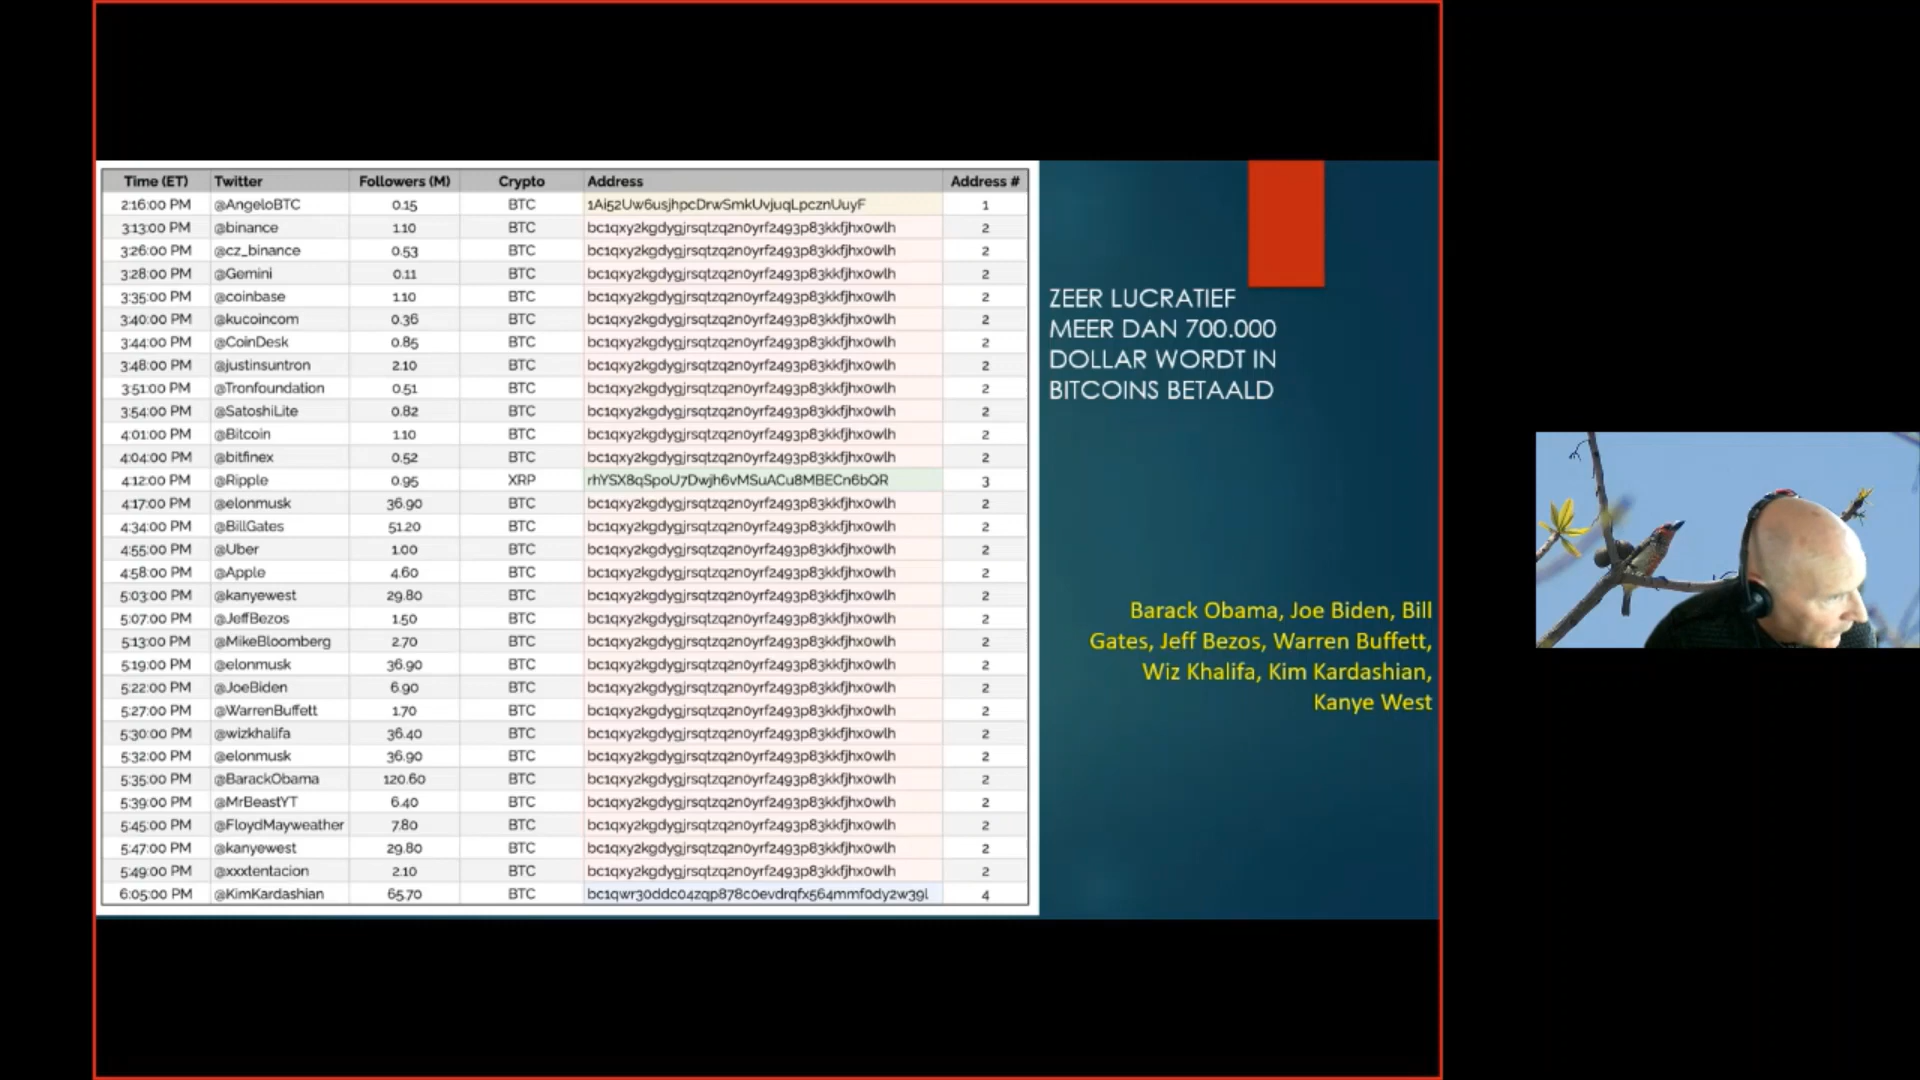 Time (ET) Twitter Followers (M) Crypto Address Address #
2:16:00 PM @AngeloBTC 0.15 BTC 1Ai52Uw6usjhpcDrwSmkUvjuqLpcznUuyF 1
3:13:00 PM @binance 1.10 BTC bc1qxy2kgdygjrsqtzq2n0yrf2493p83kkfjhx0wlh 2
3:26:00 PM @cz_binance 0.53 BTC bc1qxy2kgdygjrsqtzq2n0yrf2493p83kkfjhx0wlh 2
3:28:00 PM @Gemini 0.11 BTC bc1qxy2kgdygjrsqtzq2n0yrf2493p83kkfjhx0wlh 2
3:35:00 PM @coinbase 1.10 BTC bc1qxy2kgdygjrsqtzq2n0yrf2493p83kkfjhx0wlh 2
3:40:00 PM @kucoincom 0.36 BTC bc1qxy2kgdygjrsqtzq2n0yrf2493p83kkfjhx0wlh 2
3:44:00 PM @CoinDesk 0.85 BTC bc1qxy2kgdygjrsqtzq2n0yrf2493p83kkfjhx0wlh 2
3:48:00 PM @justinsuntron 2.10 BTC bc1qxy2kgdygjrsqtzq2n0yrf2493p83kkfjhx0wlh 2
3:51:00 PM @Tronfoundation 0.51 BTC bc1qxy2kgdygjrsqtzq2n0yrf2493p83kkfjhx0wlh 2
3:54:00 PM @SatoshiLite 0.82 BTC bc1qxy2kgdygjrsqtzq2n0yrf2493p83kkfjhx0wlh 2
4:01:00 PM @Bitcoin 1.10 BTC bc1qxy2kgdygjrsqtzq2n0yrf2493p83kkfjhx0wlh 2
4:04:00 PM @bitfinex 0.52 BTC bc1qxy2kgdygjrsqtzq2n0yrf2493p83kkfjhx0wlh 2
4:12:00 PM @Ripple 0.95 XRP rhYSX8qSpoU7Dwjh6vMSuACu8MBECn6bQR 3
4:17:00 PM @elonmusk 36.90 BTC bc1qxy2kgdygjrsqtzq2n0yrf2493p83kkfjhx0wlh 2
4:34:00 PM @BillGates 51.20 BTC bc1qxy2kgdygjrsqtzq2n0yrf2493p83kkfjhx0wlh 2
4:55:00 PM @Uber 1.00 BTC bc1qxy2kgdygjrsqtzq2n0yrf2493p83kkfjhx0wlh 2
4:58:00 PM @Apple 4.60 BTC bc1qxy2kgdygjrsqtzq2n0yrf2493p83kkfjhx0wlh 2
5:03:00 PM @kanyewest 29.80 BTC bc1qxy2kgdygjrsqtzq2n0yrf2493p83kkfjhx0wlh 2
5:07:00 PM @JeffBezos 1.50 BTC bc1qxy2kgdygjrsqtzq2n0yrf2493p83kkfjhx0wlh 2
5:13:00 PM @MikeBloomberg 2.70 BTC bc1qxy2kgdygjrsqtzq2n0yrf2493p83kkfjhx0wlh 2
5:19:00 PM @elonmusk 36.90 BTC bc1qxy2kgdygjrsqtzq2n0yrf2493p83kkfjhx0wlh 2
5:22:00 PM @JoeBiden 6.90 BTC bc1qxy2kgdygjrsqtzq2n0yrf2493p83kkfjhx0wlh 2
5:27:00 PM @WarrenBuffett 1.70 BTC bc1qxy2kgdygjrsqtzq2n0yrf2493p83kkfjhx0wlh 2
5:30:00 PM @wizkhalifa 36.40 BTC bc1qxy2kgdygjrsqtzq2n0yrf2493p83kkfjhx0wlh 2
5:32:00 PM @elonmusk 36.90 BTC bc1qxy2kgdygjrsqtzq2n0yrf2493p83kkfjhx0wlh 2
5:35:00 PM @BarackObama 120.60 BTC bc1qxy2kgdygjrsqtzq2n0yrf2493p83kkfjhx0wlh 2
5:39:00 PM @MrBeastYT 6.40 BTC bc1qxy2kgdygjrsqtzq2n0yrf2493p83kkfjhx0wlh 2
5:45:00 PM @FloydMayweather 7.80 BTC bc1qxy2kgdygjrsqtzq2n0yrf2493p83kkfjhx0wlh 2
5:47:00 PM @kanyewest 29.80 BTC bc1qxy2kgdygjrsqtzq2n0yrf2493p83kkfjhx0wlh 2
5:49:00 PM @xxxtentacion 2.10 BTC bc1qxy2kgdygjrsqtzq2n0yrf2493p83kkfjhx0wlh 2
6:05:00 PM @KimKardashian 65.70 BTC bc1qwr30ddc04zqp878c0evdrqfx564mmf0dy2w39l 4
ZEER LUCRATIEF
MEER DAN 700.000
DOLLAR WORDT IN
BITCOINS BETAALD
Barack Obama, Joe Biden, Bill
Gates, Jeff Bezos, Warren Buffett,
Wiz Khalifa, Kim Kardashian,
Kanye West